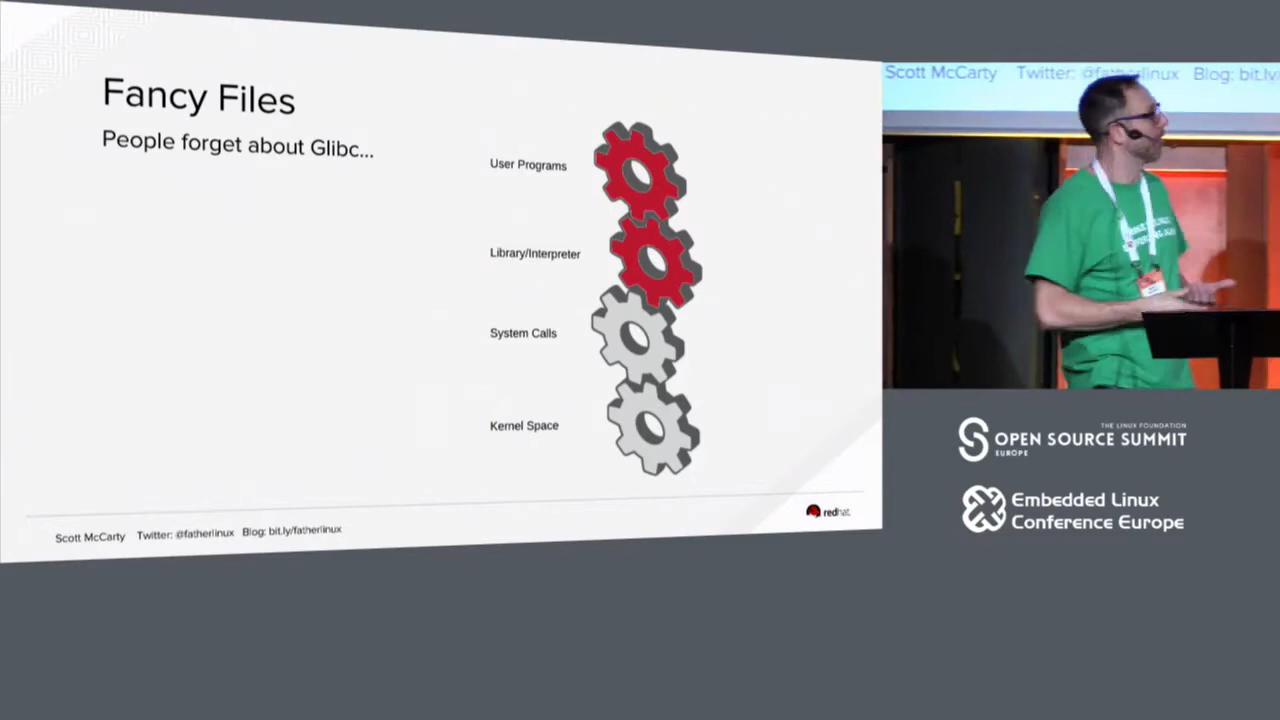 Fancy Files
People forget about Glibc...
User Programs
Library/Interpreter
System Calls
Kernel Space
Scott McCarty Twitter: @fatherlinux Blog: bit.ly/fatherlinux
redhat.
Scott McCarty Twitter: @fatherlinux Blog: bit.ly/
THE LINUX FOUNDATION
OPEN SOURCE SUMMIT
EUROPE
Embedded Linux
Conference Europe